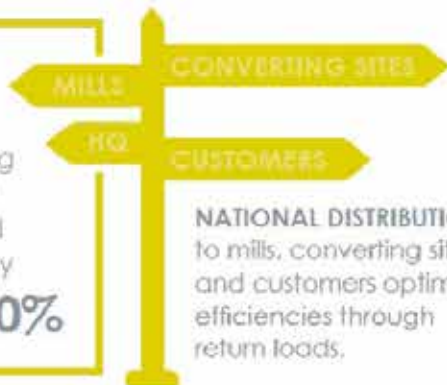 MILLS
CONVERTING SITES
HQ
CUSTOMERS
g
y
0%
NATIONAL DISTRIBUTI
to mills, converting si
and customers optim
efficiencies through
return loads.